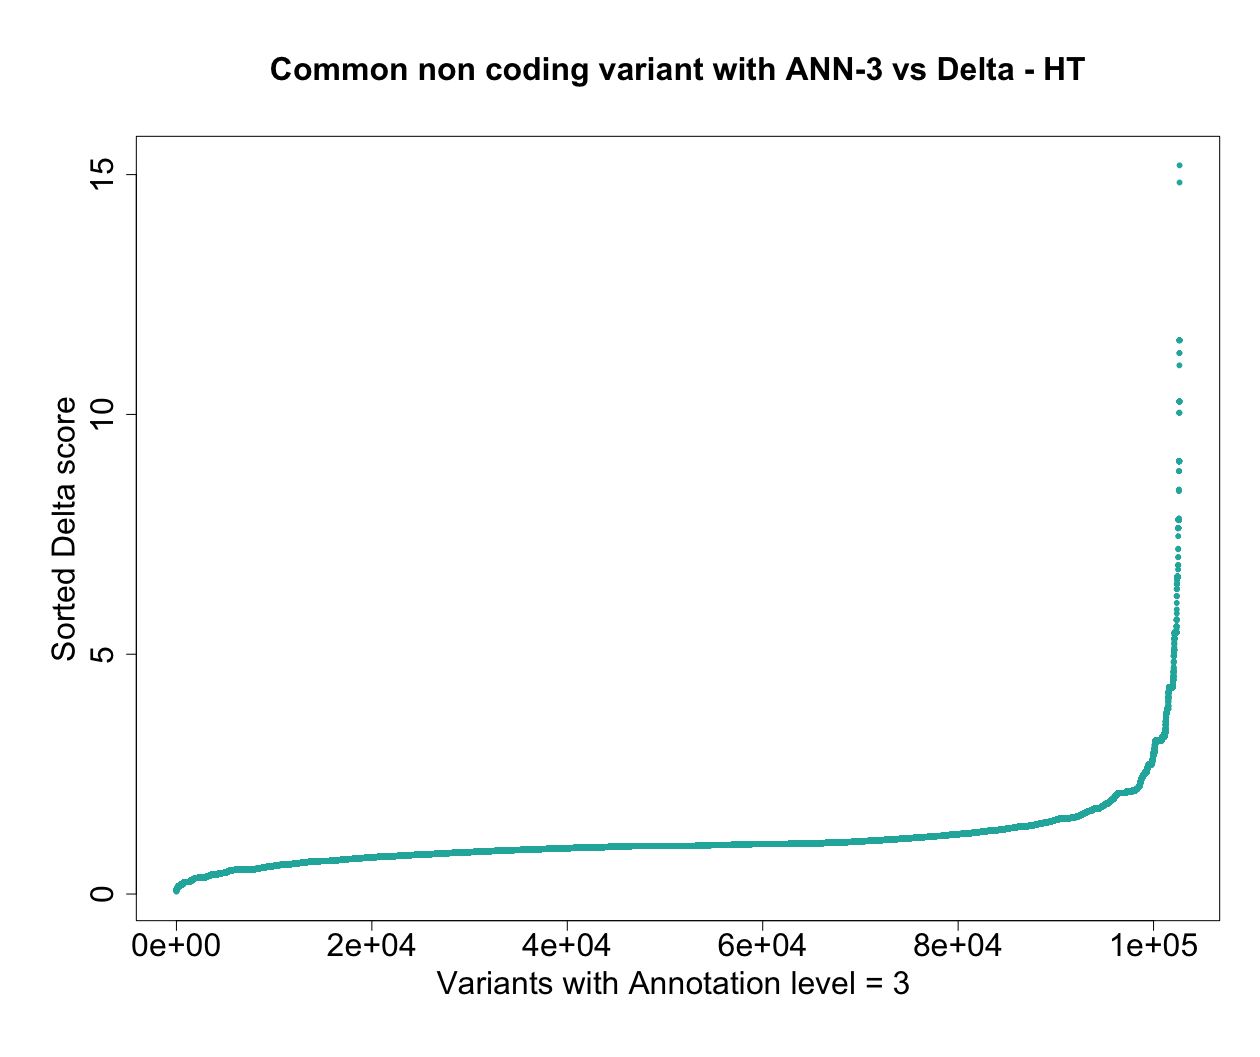 Common non coding variant with ANN-3 vs Delta - HT
15
10
5
0
Sorted Delta score
0e+00 2e+04 4e+04 6e+04 8e+04 1e+05
Variants with Annotation level = 3